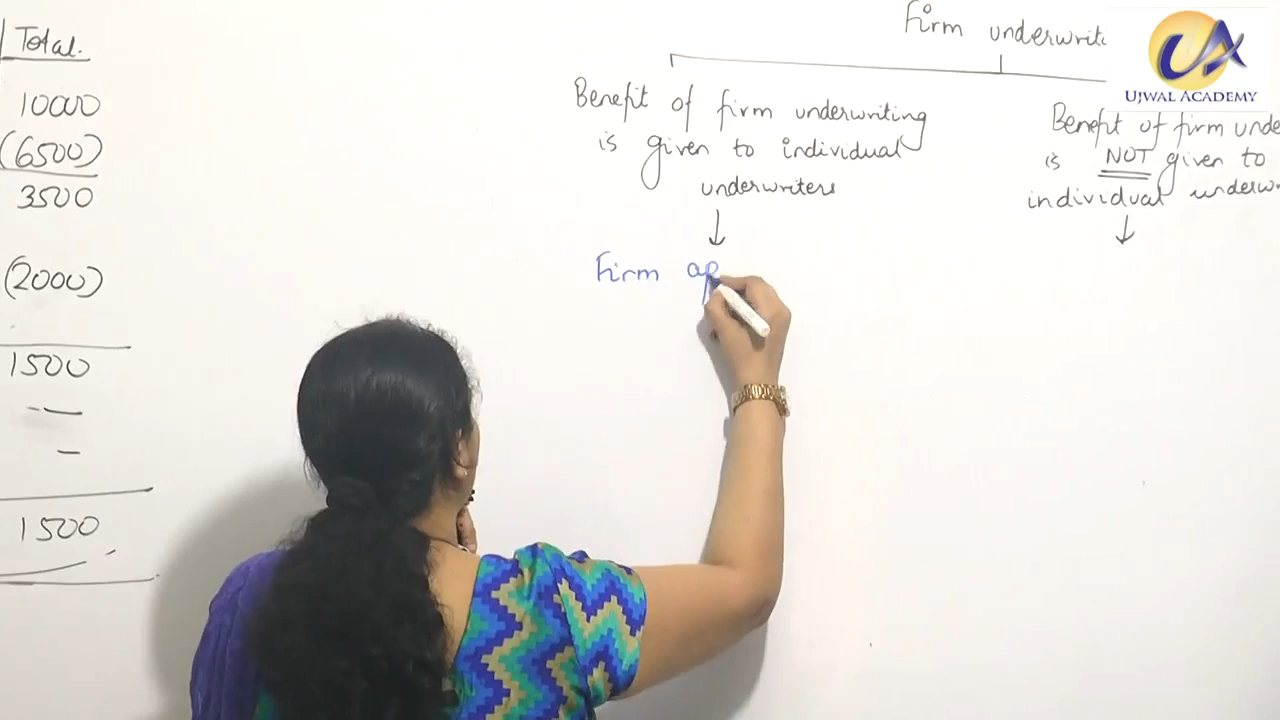 Total.
10000
(6500)
3500
(2000)
1500
-—
–
1500
Firm underwriti
Benefit of firm underwriting
is given to individual
underwriters
↓
Firm ap
UA
UJWAL ACADEMY
Benefit of firm unde
is NOT given to
individual underw
↓